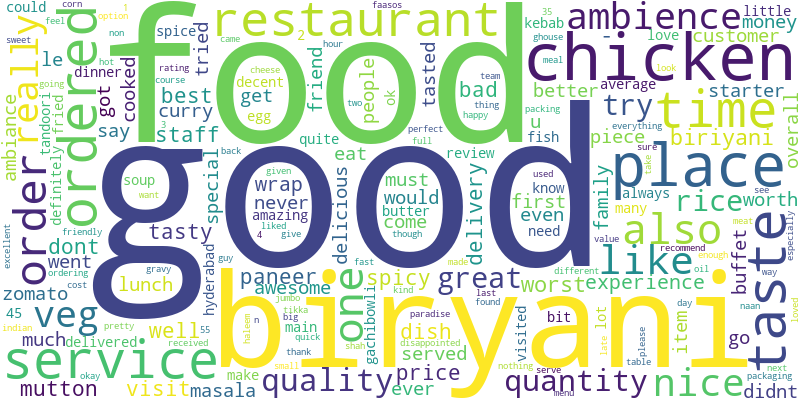 food
good
biryani
restaurant
chicken
place
time
service
taste
ordered
order
really
also
like
nice
one
veg
quality
quantity
ambience
rice
great
try
delivery
experience
worst
paneer
spicy
dish
price
mutton
masala
visit
staff
best
curry
friend
people
tasted
tried
bad
better
starter
customer
money
little
love
kebab
biriyani
piece
fish
egg
get
decent
ok
cooked
got
dinner
spice
le
say
special
could
corn
feel
non
option
1
going
sweet
hot
rating
course
came
hour
2
3
cheese
two
faasos
35
ghouse
meal
team
thing
happy
look
average
packing
u
overall
ambiance
tandoori
fried
definitely
dont
went
tasty
soup
want
wrap
never
amazing
given
liked
4
give
delicious
eat
quite
back
perfect
full
review
must
would
butter
come
though
first
even
need
know
used
everything
always
sure
take
many
family
worth
see
especially
meat
recommend
value
enough
lot
item
buffet
oil
way
day
naan
loved
go
bit
visited
different
made
fast
kind
last
found
paradise
served
ever
main
awesome
jumbo
tikka
big
n
quick
thank
shah
gachibowli
disappointed
nothing
serve
menu
please
table
late
didnt
next
packaging
hyderabad
guy
gravy
lunch
well
55
received
make
small
haleem
much
delivered
okay
pretty
indian
zomato
45
ordering
cost
friendly
excellent